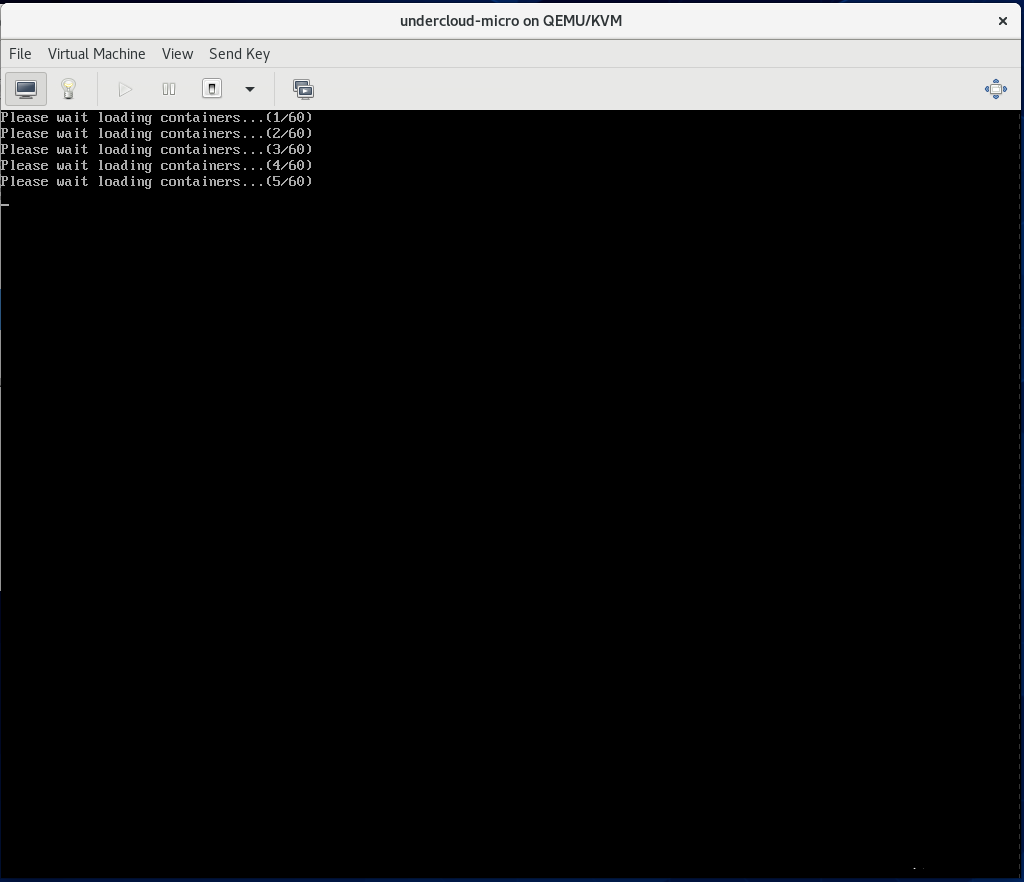 undercloud-micro on QEMU/KVM
File Virtual Machine View Send Key
Please wait loading containers...(1/60)
Please wait loading containers...(2/60)
Please wait loading containers...(3/60)
Please wait loading containers...(4/60)
Please wait loading containers...(5/60)